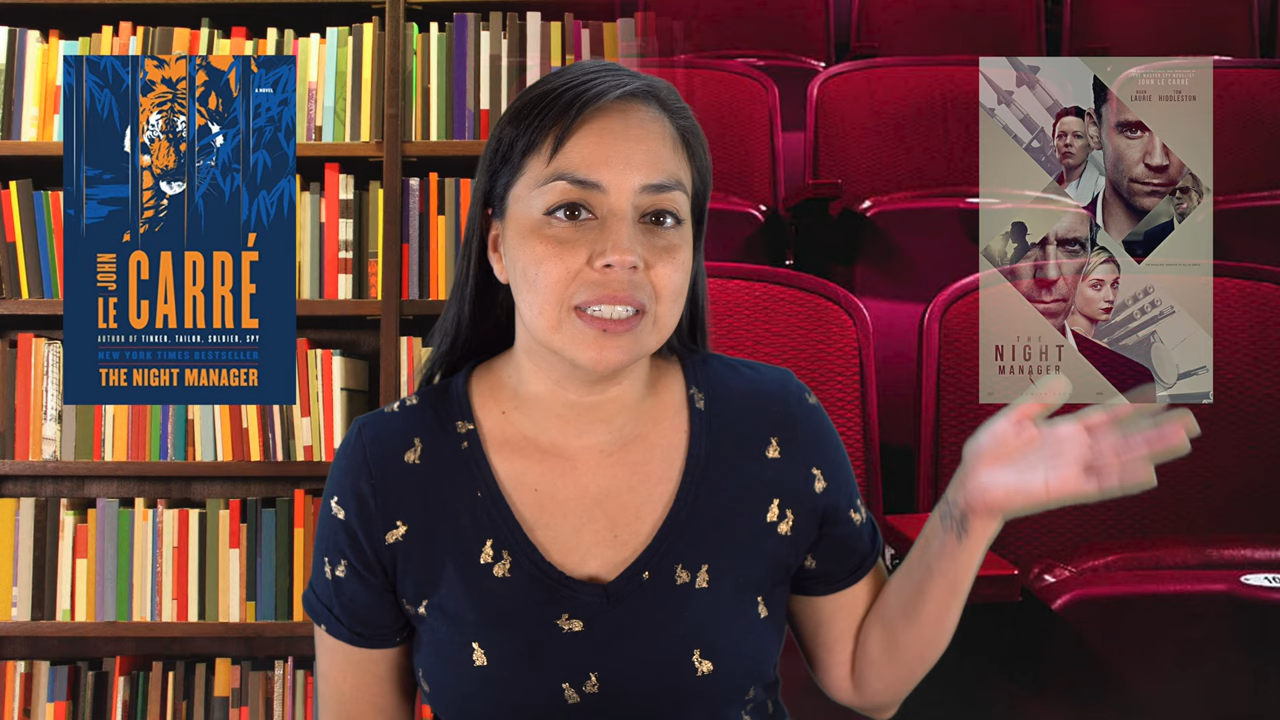 A NOVEL
JOHN
LE CARRÉ
AUTHOR OF TINKER, TAILOR, SOLDIER, SPY
NEW YORK TIMES BESTSELLER
THE NIGHT MANAGER
JOHN LE CARRÉ
HUGH LAURIE
TOM HIDDLESTON
THE
NIGHT
MANAGER